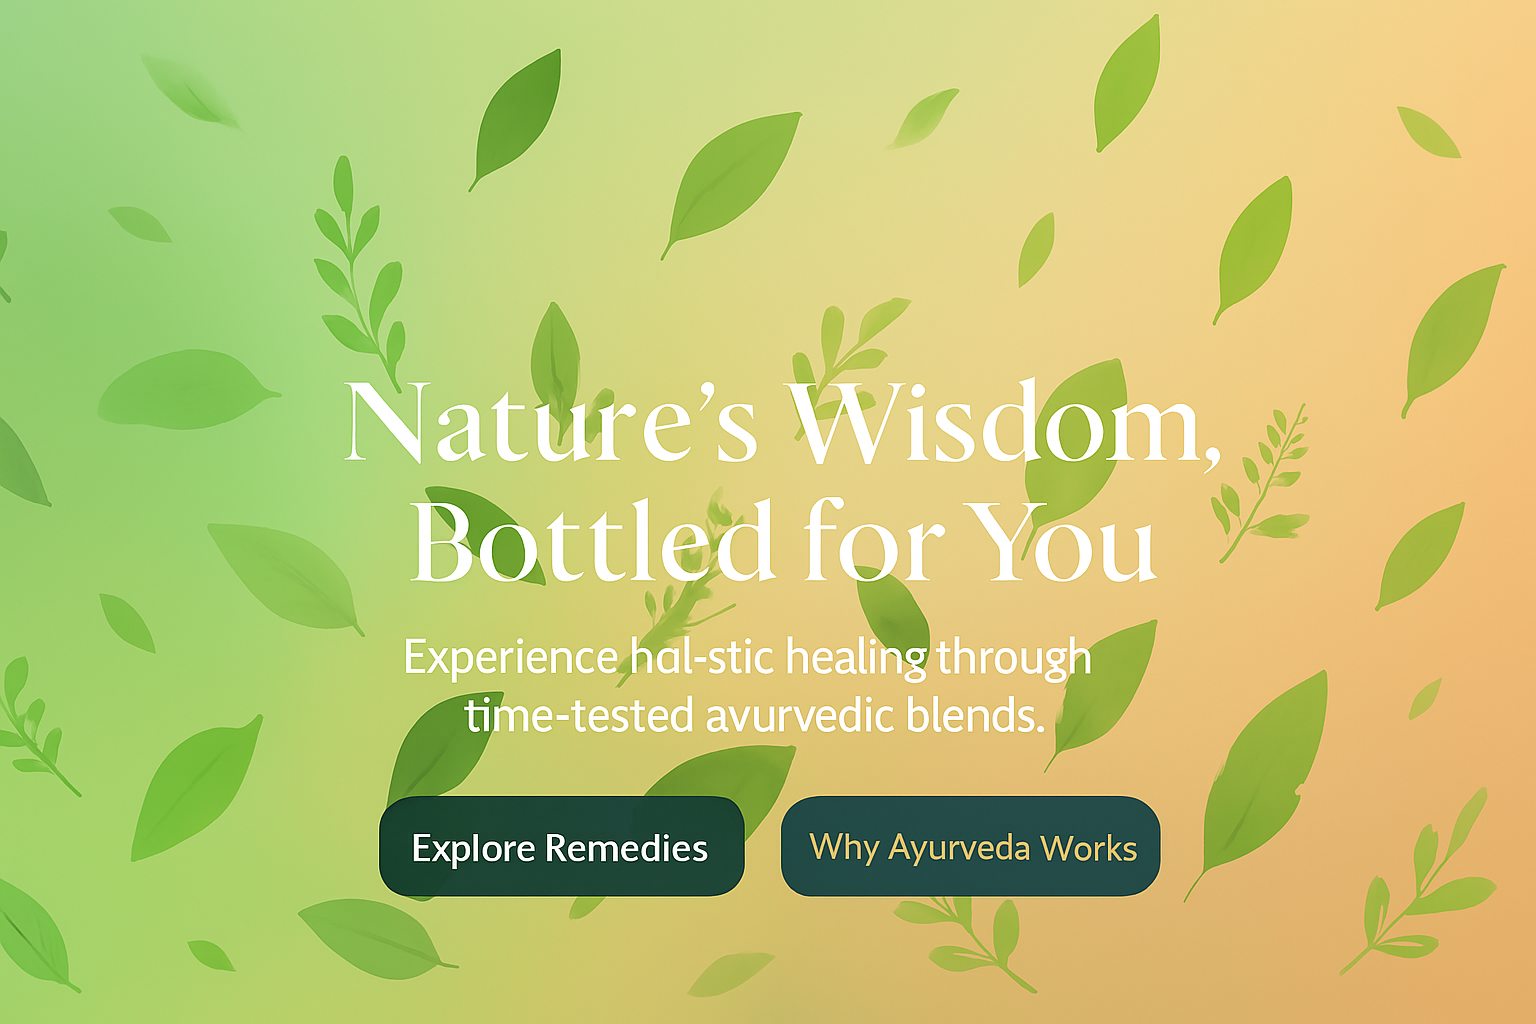 Nature’s Wisdom,
Bottled for You
Experience hal-stic healing through
time-tested avurvedic blends.
Explore Remedies
Why Ayurveda Works